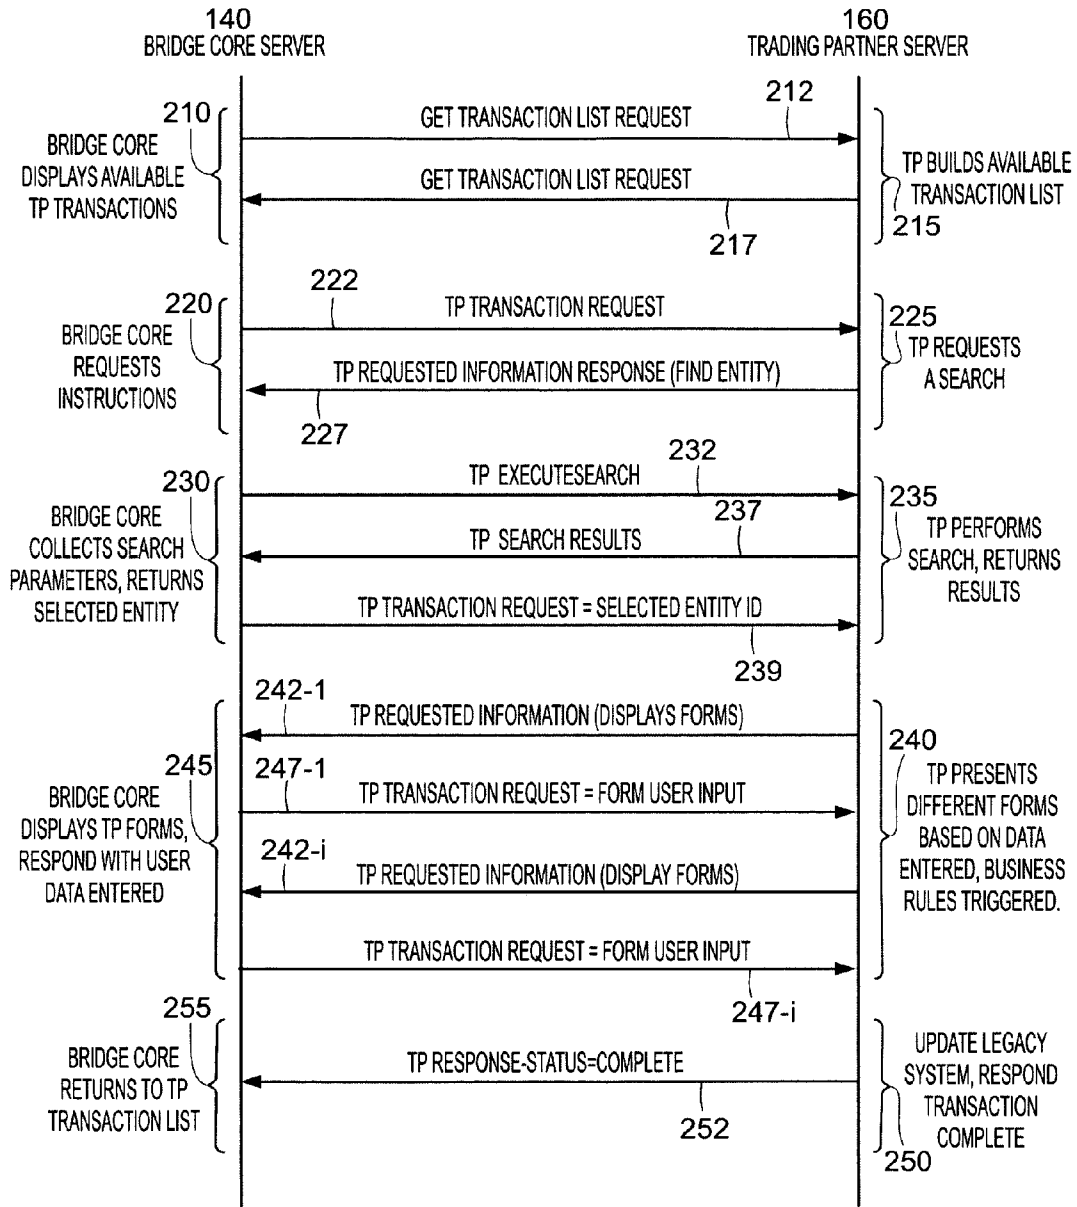 140
BRIDGE CORE SERVER
160
TRADING PARTNER SERVER
210
BRIDGE CORE
DISPLAYS AVAILABLE
TP TRANSACTIONS
GET TRANSACTION LIST REQUEST
212
GET TRANSACTION LIST REQUEST
217
TP BUILDS AVAILABLE
TRANSACTION LIST
215
220
BRIDGE CORE
REQUESTS
INSTRUCTIONS
222
TP TRANSACTION REQUEST
TP REQUESTED INFORMATION RESPONSE (FIND ENTITY)
227
225
TP REQUESTS
A SEARCH
230
BRIDGE CORE
COLLECTS SEARCH
PARAMETERS, RETURNS
SELECTED ENTITY
TP EXECUTESEARCH
232
TP SEARCH RESULTS
237
TP TRANSACTION REQUEST = SELECTED ENTITY ID
239
235
TP PERFORMS
SEARCH, RETURNS
RESULTS
245
BRIDGE CORE
DISPLAYS TP FORMS,
RESPOND WITH USER
DATA ENTERED
242-1
TP REQUESTED INFORMATION (DISPLAYS FORMS)
247-1
TP TRANSACTION REQUEST = FORM USER INPUT
242-i
TP REQUESTED INFORMATION (DISPLAY FORMS)
TP TRANSACTION REQUEST = FORM USER INPUT
247-i
240
TP PRESENTS
DIFFERENT FORMS
BASED ON DATA
ENTERED, BUSINESS
RULES TRIGGERED.
255
BRIDGE CORE
RETURNS TO TP
TRANSACTION LIST
TP RESPONSE-STATUS=COMPLETE
252
UPDATE LEGACY
SYSTEM, RESPOND
TRANSACTION
COMPLETE
250